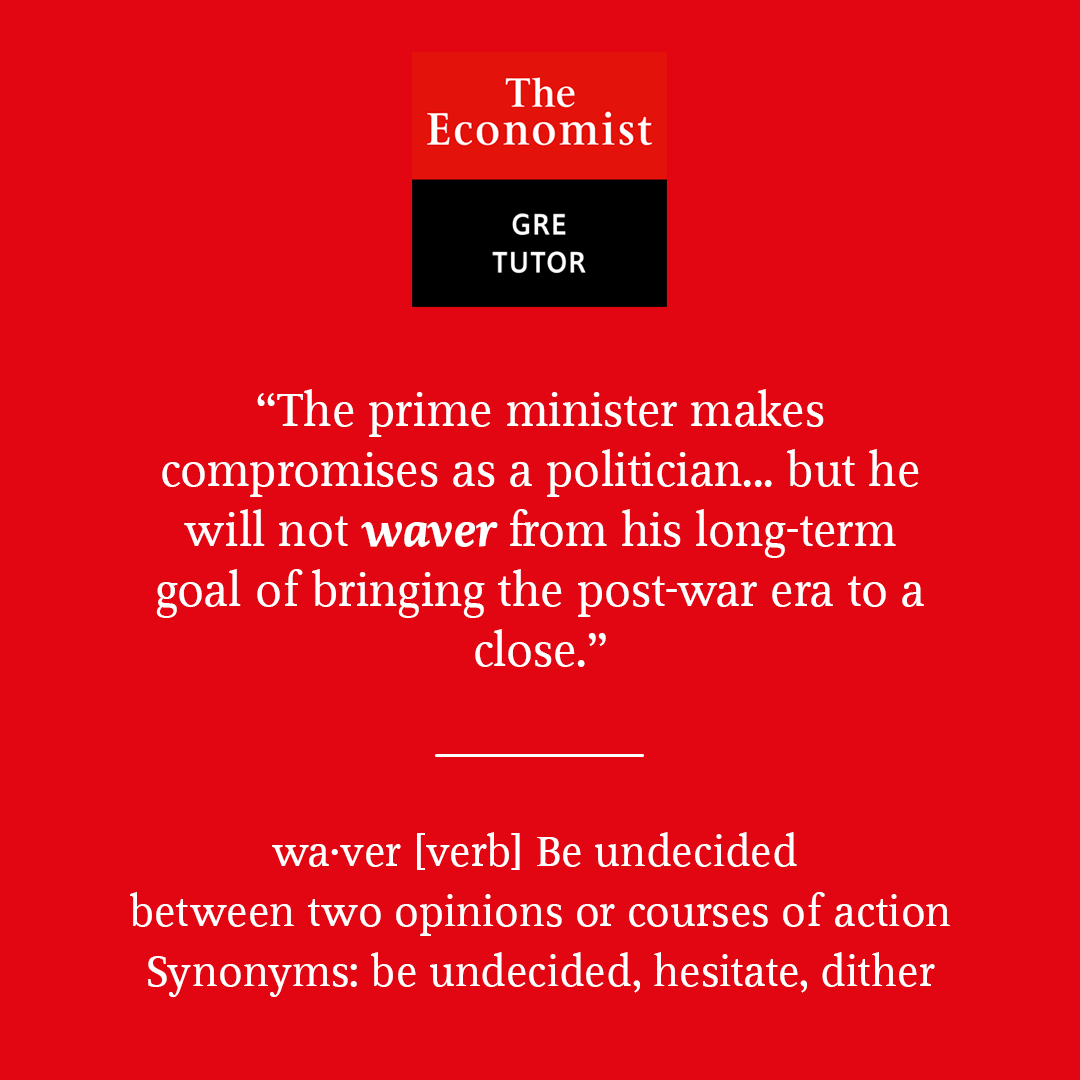 The
Economist
GRE
TUTOR
“The prime minister makes
compromises as a politician... but he
will not waver from his long-term
goal of bringing the post-war era to a
close.”
wa·ver [verb] Be undecided
between two opinions or courses of action
Synonyms: be undecided, hesitate, dither